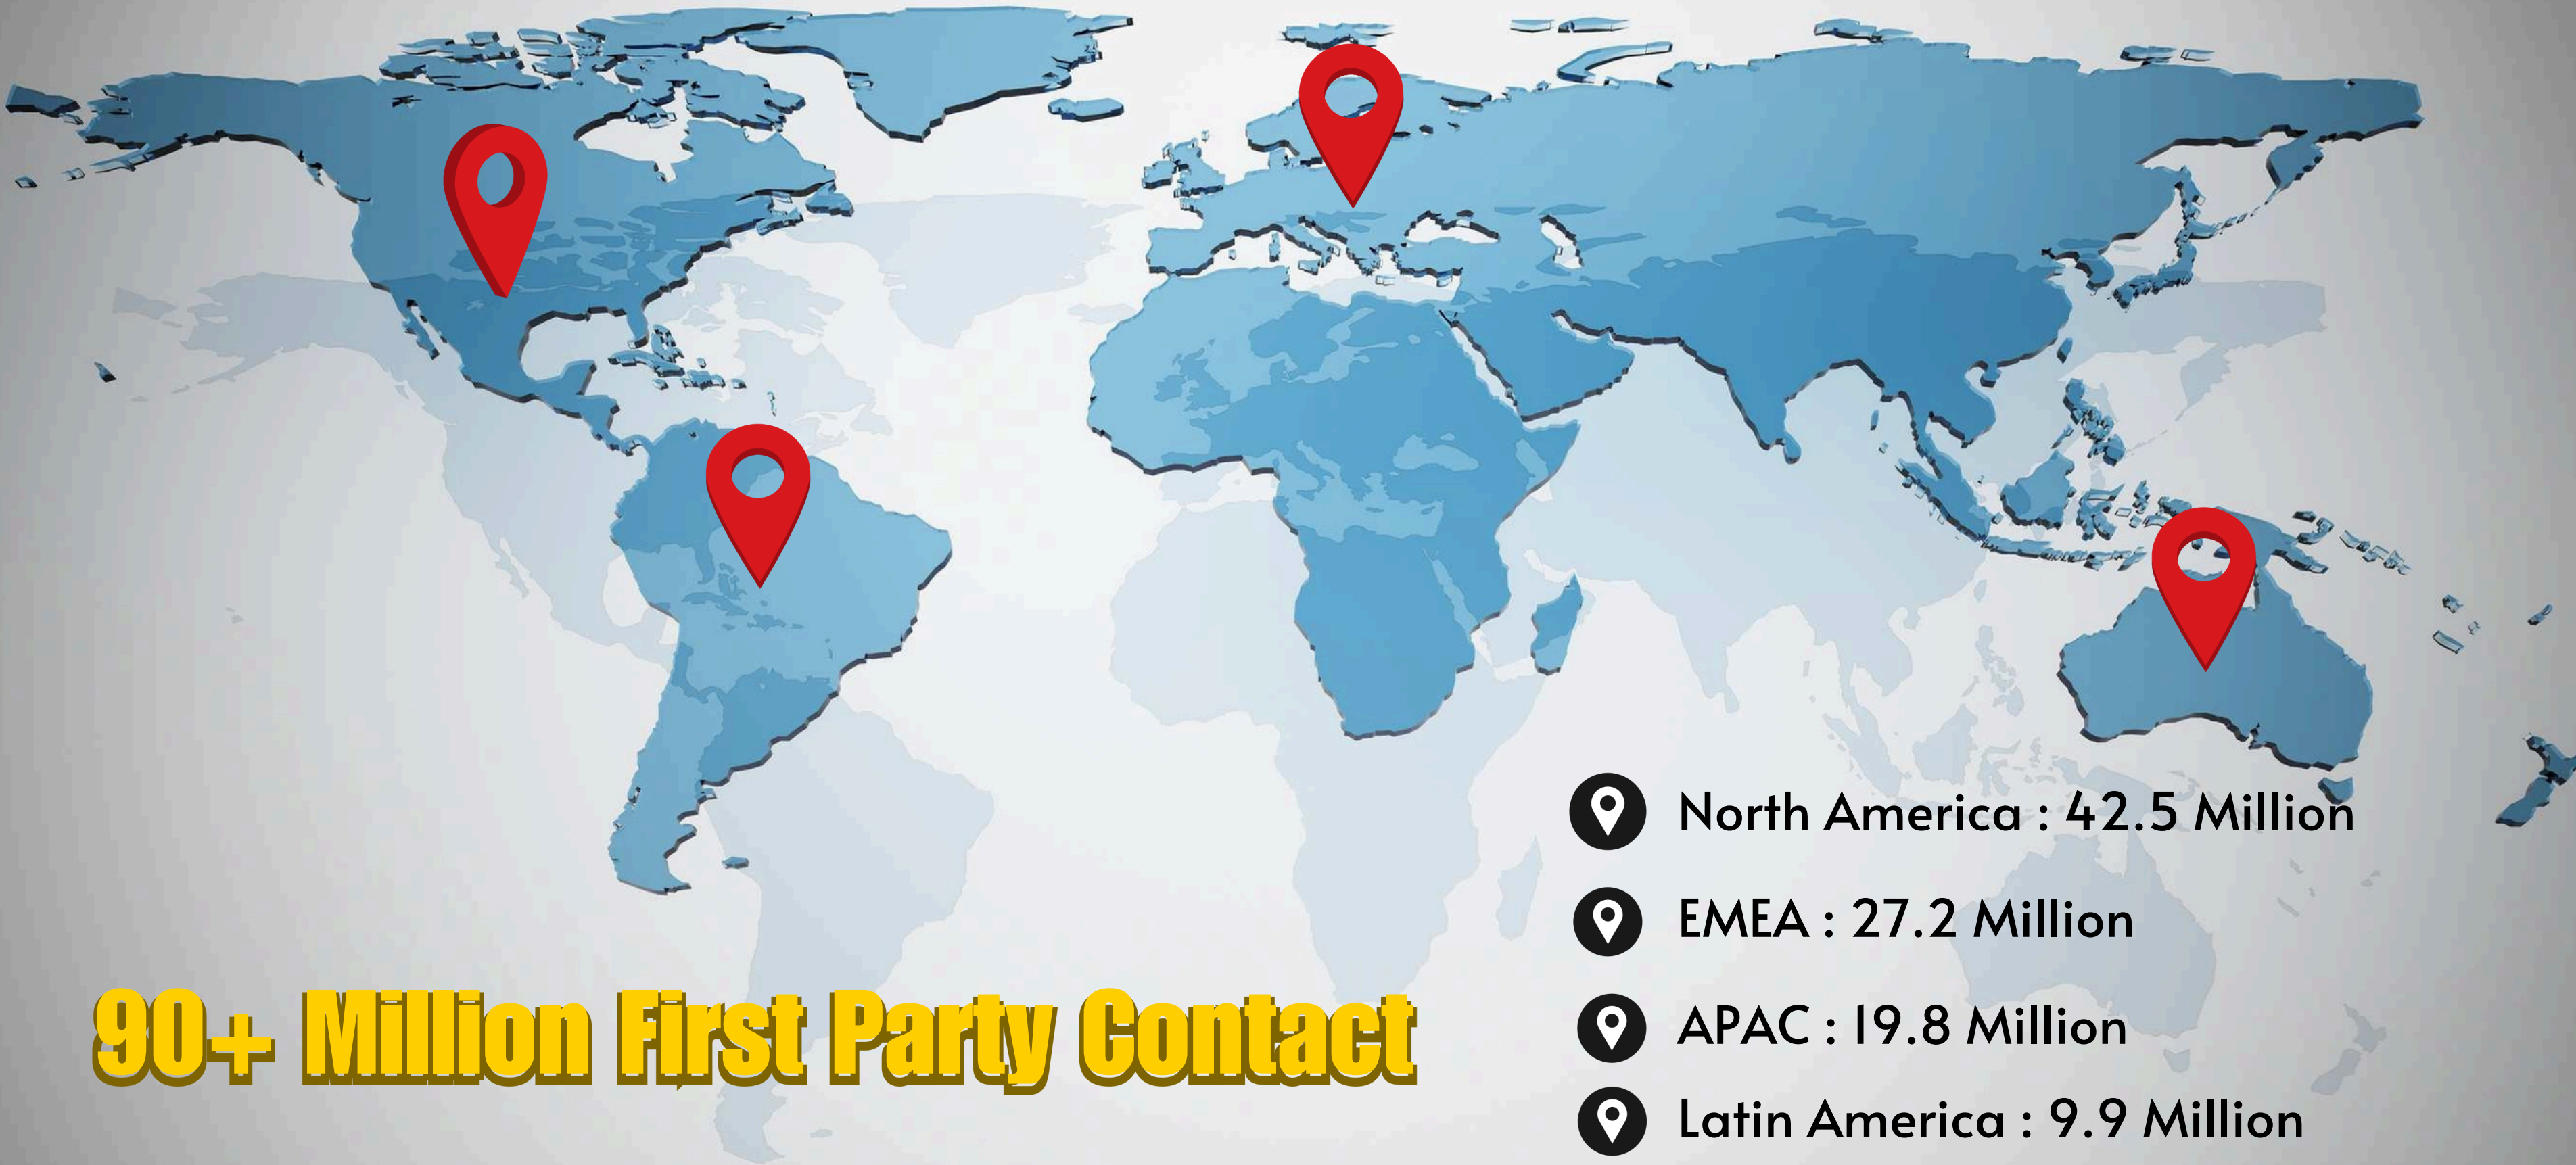 North America : 42.5 Million
EMEA : 27.2 Million
90+ Million First Party Contact
APAC : 19.8 Million
Latin America : 9.9 Million